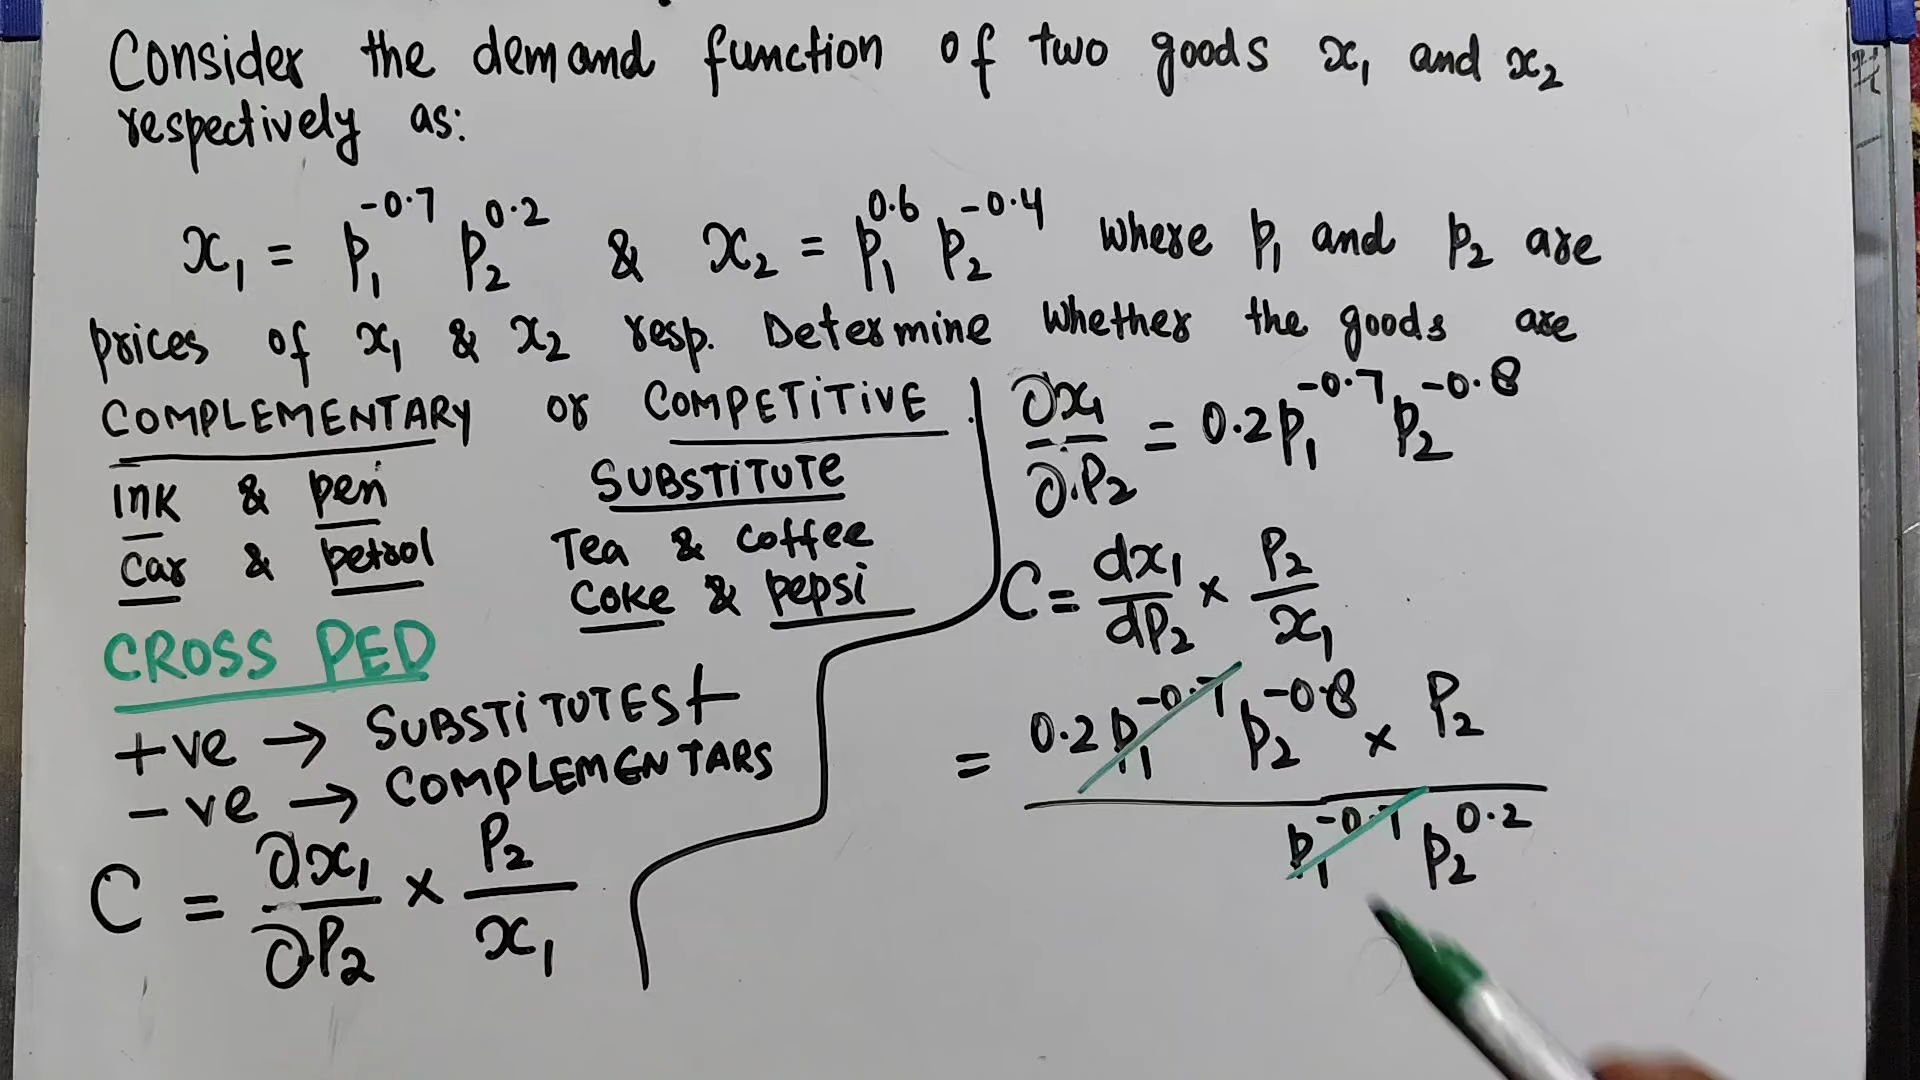 Consider the demand function of two goods x₁ and x₂
respectively as:
x₁ = p₁^-0.7 p₂^0.2 & x₂ = p₁^0.6 p₂^-0.4 where p₁ and p₂ are
prices of x₁ & x₂ resp. Determine whether the goods are
COMPLEMENTARY or COMPETITIVE
SUBSTITUTE
ink & pen
Tea & coffee
car & petrol
Coke & pepsi
CROSS PED
+ve → SUBSTITUTES +
-ve → COMPLEMENTARS
C = ∂x₁/∂P₂ × P₂/x₁
∂x₁/∂P₂ = 0.2 p₁^-0.7 p₂^-0.8
C = dx₁/dP₂ × P₂/x₁
= 0.2 p₁^-0.7 p₂^-0.8 × P₂
p₁^-0.7 p₂^0.2